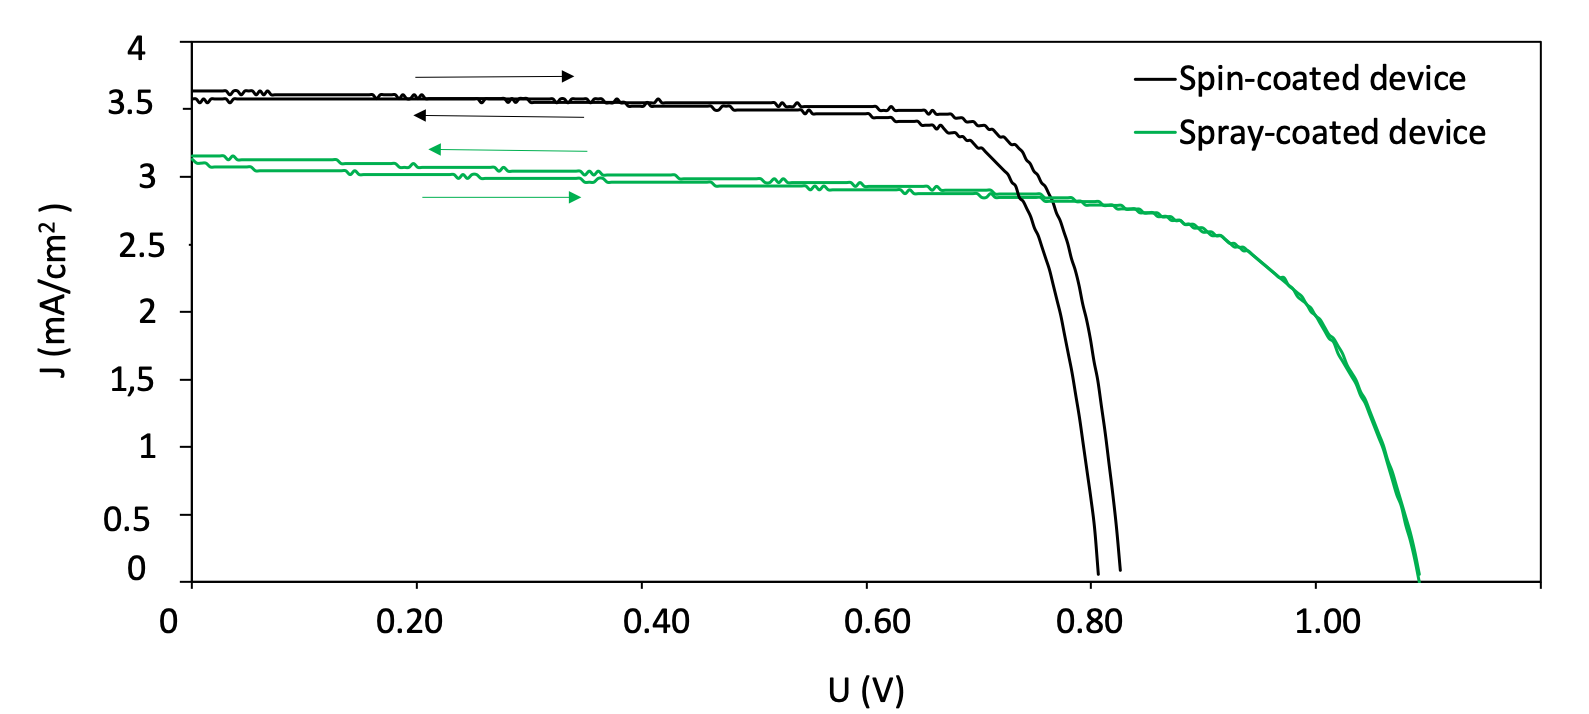 4
3.5
3
2.5
2
1,5
1
0.5
0
J (mA/cm²)
Spin-coated device
Spray-coated device
0 0.20 0.40 0.60 0.80 1.00
U (V)